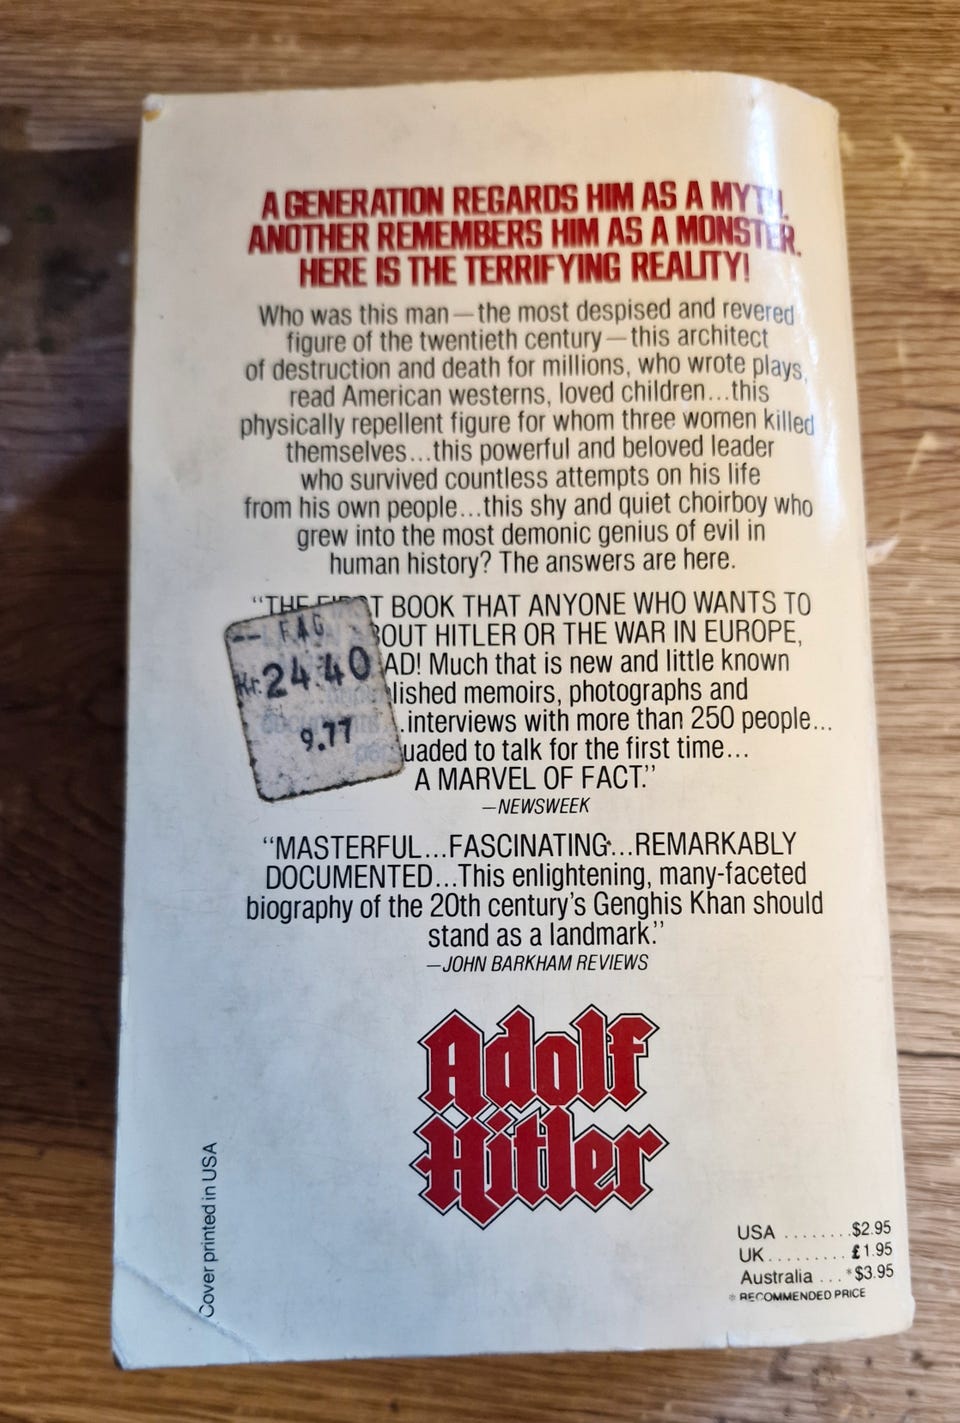 A GENERATION REGARDS HIM AS A MYTH.
ANOTHER REMEMBERS HIM AS A MONSTER.
HERE IS THE TERRIFYING REALITY!
Who was this man—the most despised and revered
figure of the twentieth century—this architect
of destruction and death for millions, who wrote plays,
read American westerns, loved children...this
physically repellent figure for whom three women killed
themselves...this powerful and beloved leader
who survived countless attempts on his life
from his own people...this shy and quiet choirboy who
grew into the most demonic genius of evil in
human history? The answers are here.
“THE FIRST BOOK THAT ANYONE WHO WANTS TO
BOUT HITLER OR THE WAR IN EUROPE,
AD! Much that is new and little known
lished memoirs, photographs and
...interviews with more than 250 people...
uaded to talk for the first time...
A MARVEL OF FACT.”
—NEWSWEEK
F.A.G.
Kr. 24.40
9.77
“MASTERFUL...FASCINATING...REMARKABLY
DOCUMENTED...This enlightening, many-faceted
biography of the 20th century's Genghis Khan should
stand as a landmark.”
—JOHN BARKHAM REVIEWS
Adolf
Hitler
Cover printed in USA
USA ........$2.95
UK.........£1.95
Australia ...*$3.95
* RECOMMENDED PRICE